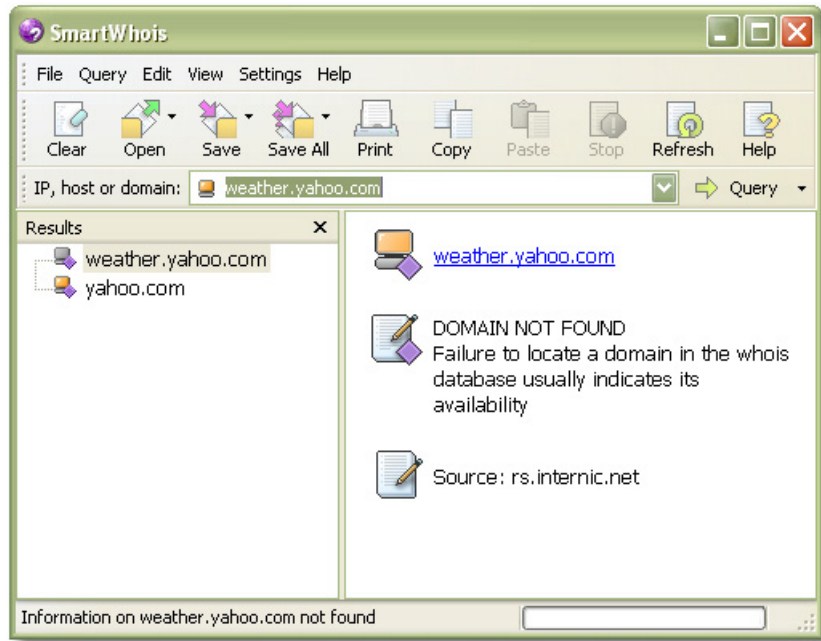 SmartWhois
File Query Edit View Settings Help
Clear Open Save Save All Print Copy Paste Stop Refresh Help
IP, host or domain: weather.yahoo.com Query
Results
weather.yahoo.com
yahoo.com
weather.yahoo.com
DOMAIN NOT FOUND
Failure to locate a domain in the whois
database usually indicates its
availability
Source: rs.internic.net
Information on weather.yahoo.com not found